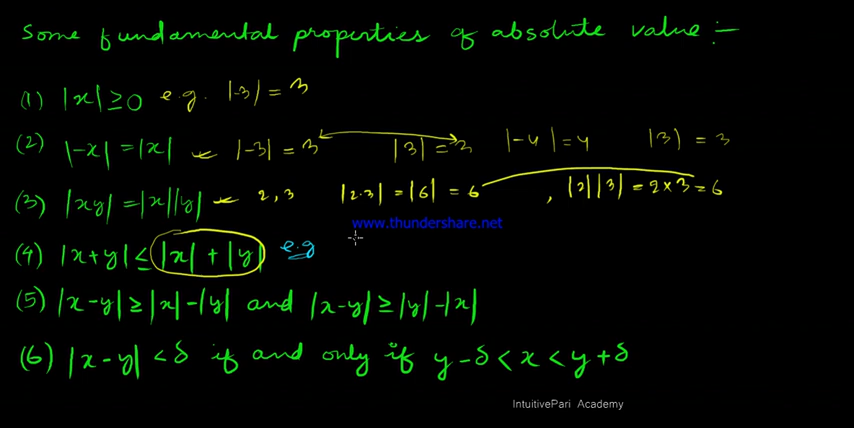 Some fundamental properties of absolute value :-
(1) |x| ≥ 0 e.g. |-3| = 3
(2) |-x| = |x| |-3| = 3 |3| = 3 |-4| = 4 |3| = 3
(3) |xy| = |x||y| 2, 3 |2·3| = |6| = 6 , |2||3| = 2 × 3 = 6
www.thundershare.net
(4) |x+y| ≤ |x| + |y| e.g
(5) |x-y| ≥ |x| - |y| and |x-y| ≥ |y| - |x|
(6) |x-y| < δ if and only if y - δ < x < y + δ
IntuitivePari Academy